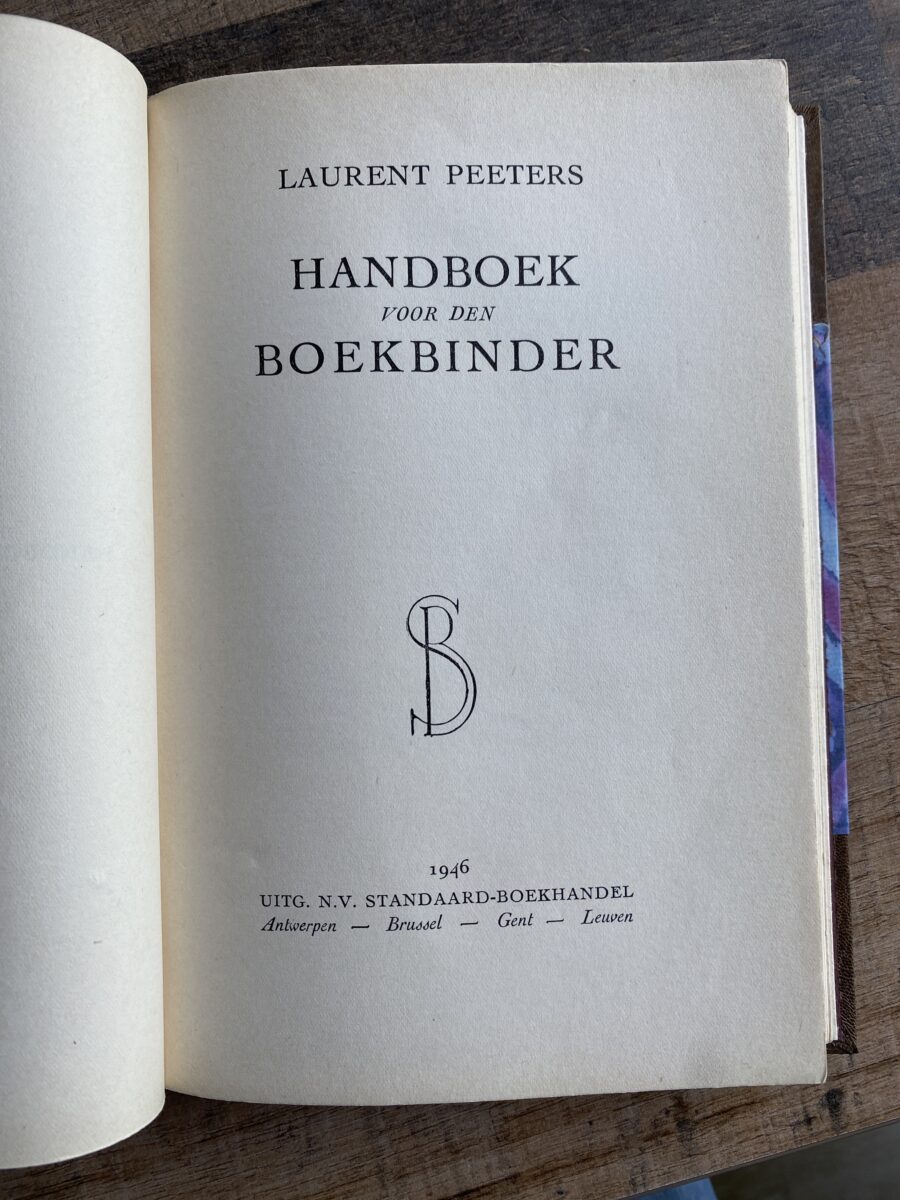 LAURENT PEETERS
HANDBOEK
VOOR DEN
BOEKBINDER
SB
1946
UITG. N.V. STANDAARD-BOEKHANDEL
Antwerpen — Brussel — Gent — Leuven